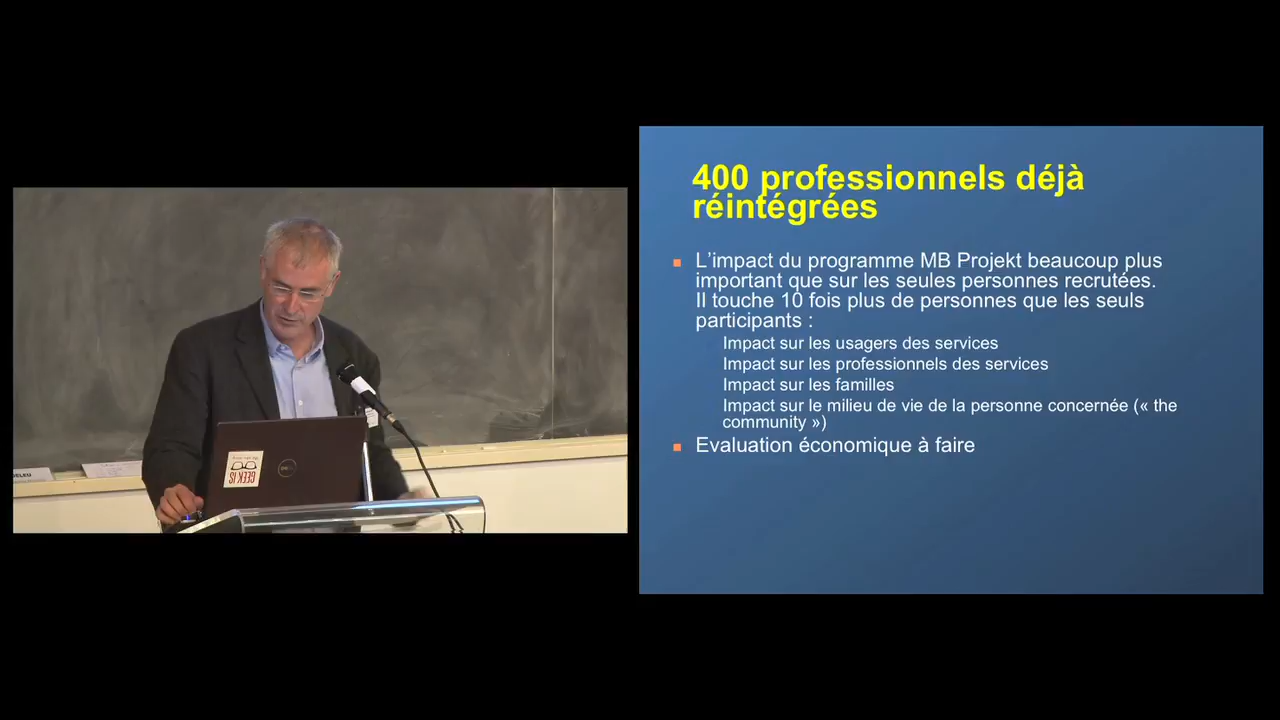 400 professionnels déjà
réintégrées
L’impact du programme MB Projekt beaucoup plus
important que sur les seules personnes recrutées.
Il touche 10 fois plus de personnes que les seuls
participants :
Impact sur les usagers des services
Impact sur les professionnels des services
Impact sur les familles
Impact sur le milieu de vie de la personne concernée (« the
community »)
Evaluation économique à faire
GEEK IS
DELL